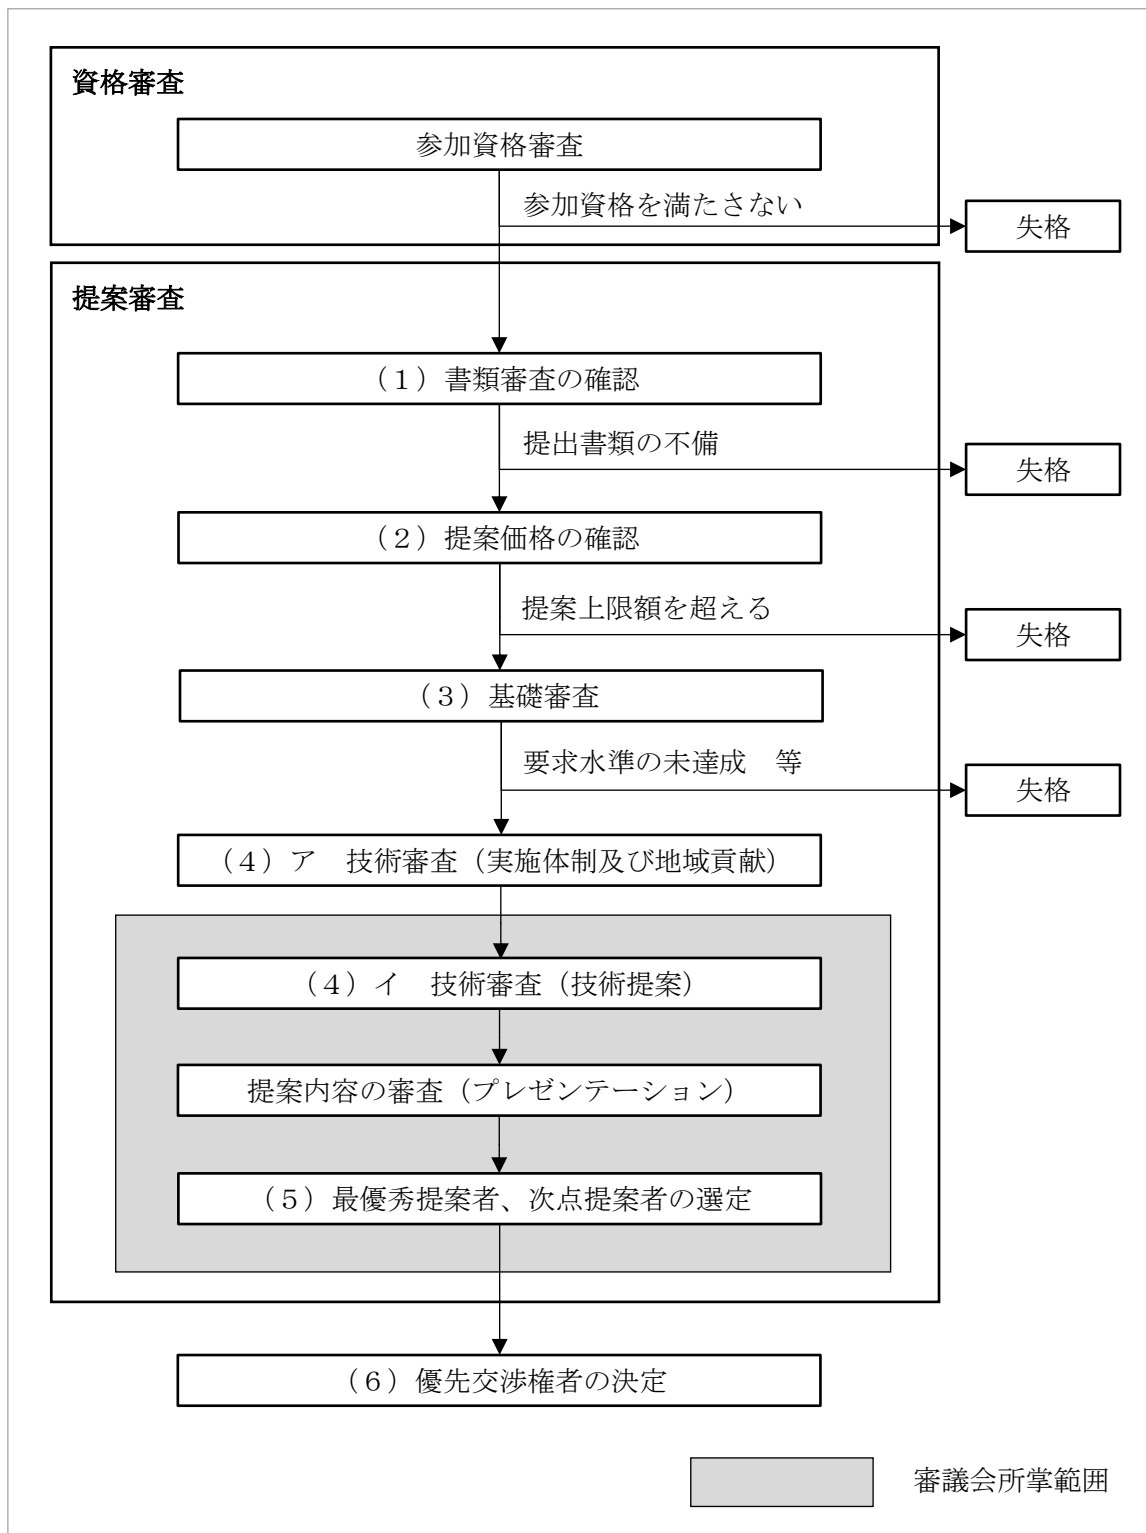 資格審査
参加資格審査
参加資格を満たさない
失格
提案審査
（１）書類審査の確認
提出書類の不備
失格
（２）提案価格の確認
提案上限額を超える
失格
（３）基礎審査
要求水準の未達成　等
失格
（４）ア　技術審査（実施体制及び地域貢献）
（４）イ　技術審査（技術提案）
提案内容の審査（プレゼンテーション）
（５）最優秀提案者、次点提案者の選定
（６）優先交渉権者の決定
審議会所掌範囲